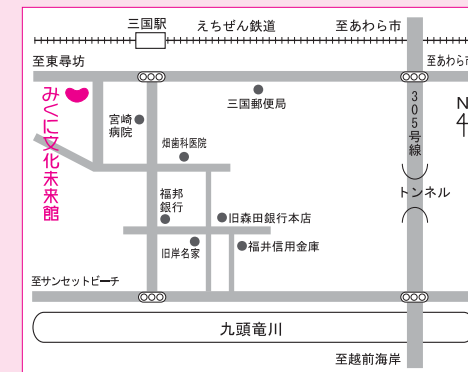 三国駅
えちぜん鉄道
至あわら市
至東尋坊
至あわら市
みくに文化未来館
三国郵便局
305号線
N
宮崎
病院
畑歯科医院
トンネル
福邦
銀行
旧森田銀行本店
旧岸名家
福井信用金庫
至サンセットビーチ
九頭竜川
至越前海岸